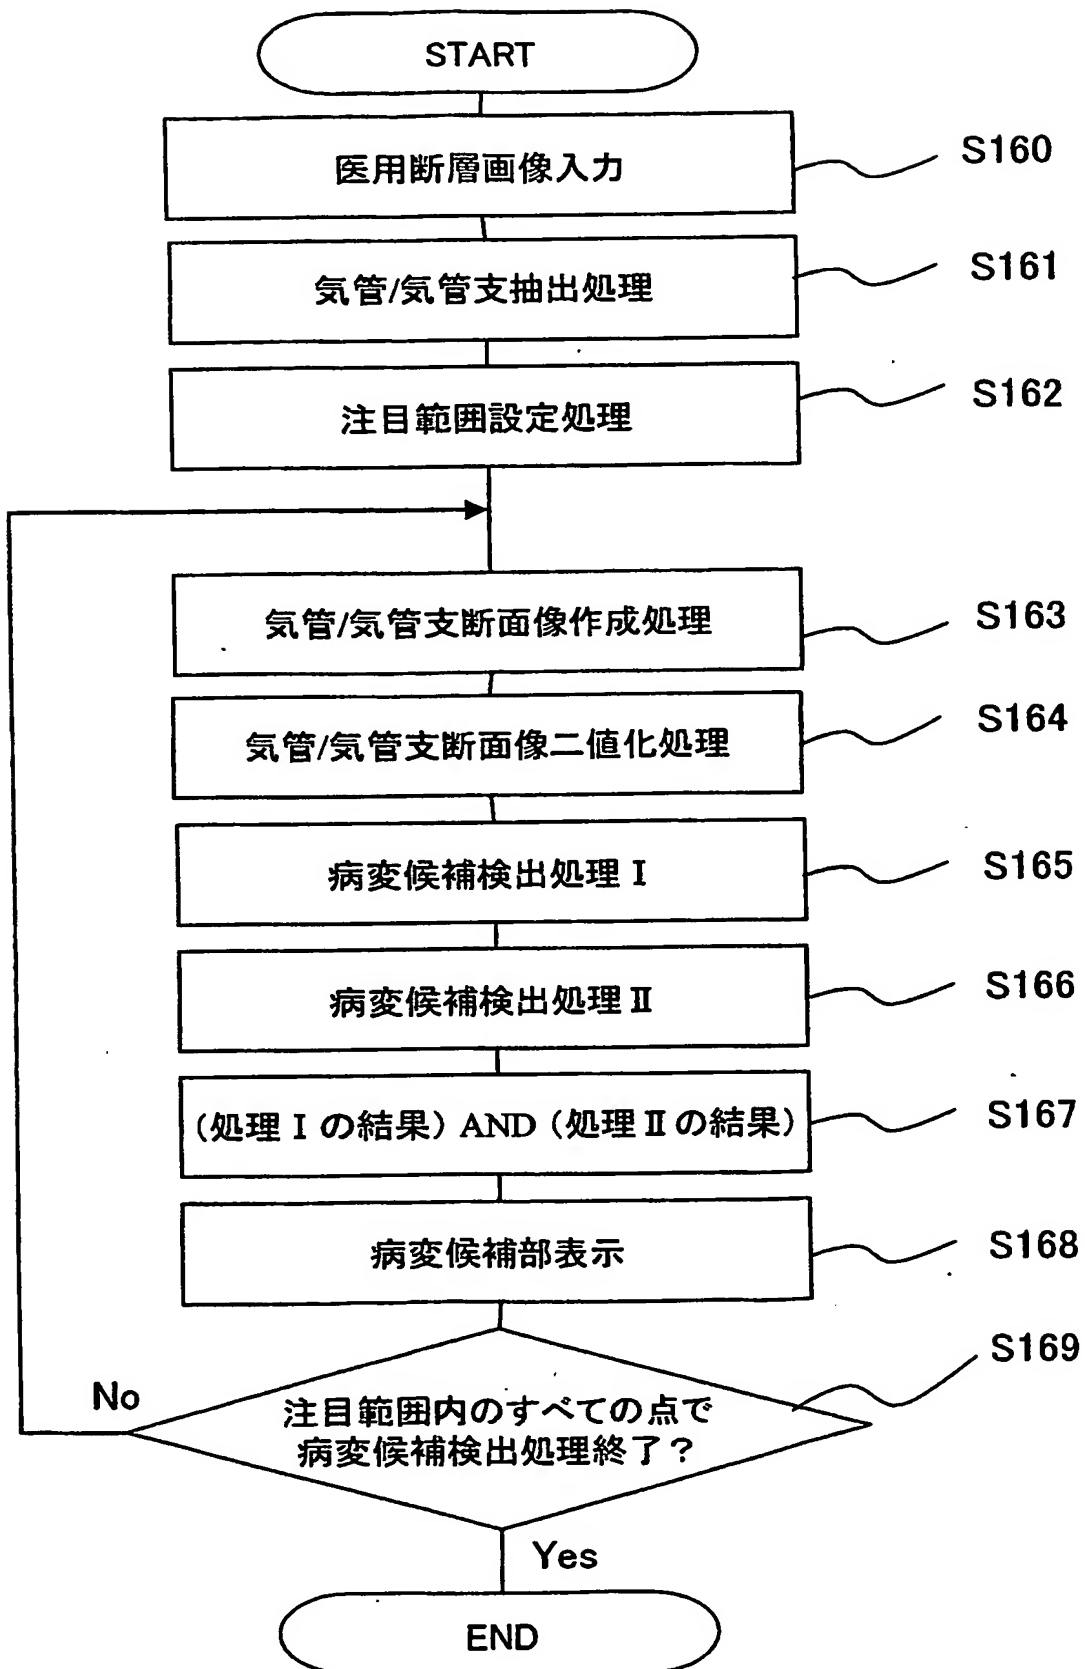 START
医用断層画像入力
S160
気管/気管支抽出処理
S161
注目範囲設定処理
S162
気管/気管支断面像作成処理
S163
気管/気管支断面像二値化処理
S164
病変候補検出処理Ⅰ
S165
病変候補検出処理Ⅱ
S166
(処理Ⅰの結果) AND (処理Ⅱの結果)
S167
病変候補部表示
S168
S169
No
注目範囲内のすべての点で
病変候補検出処理終了?
Yes
END